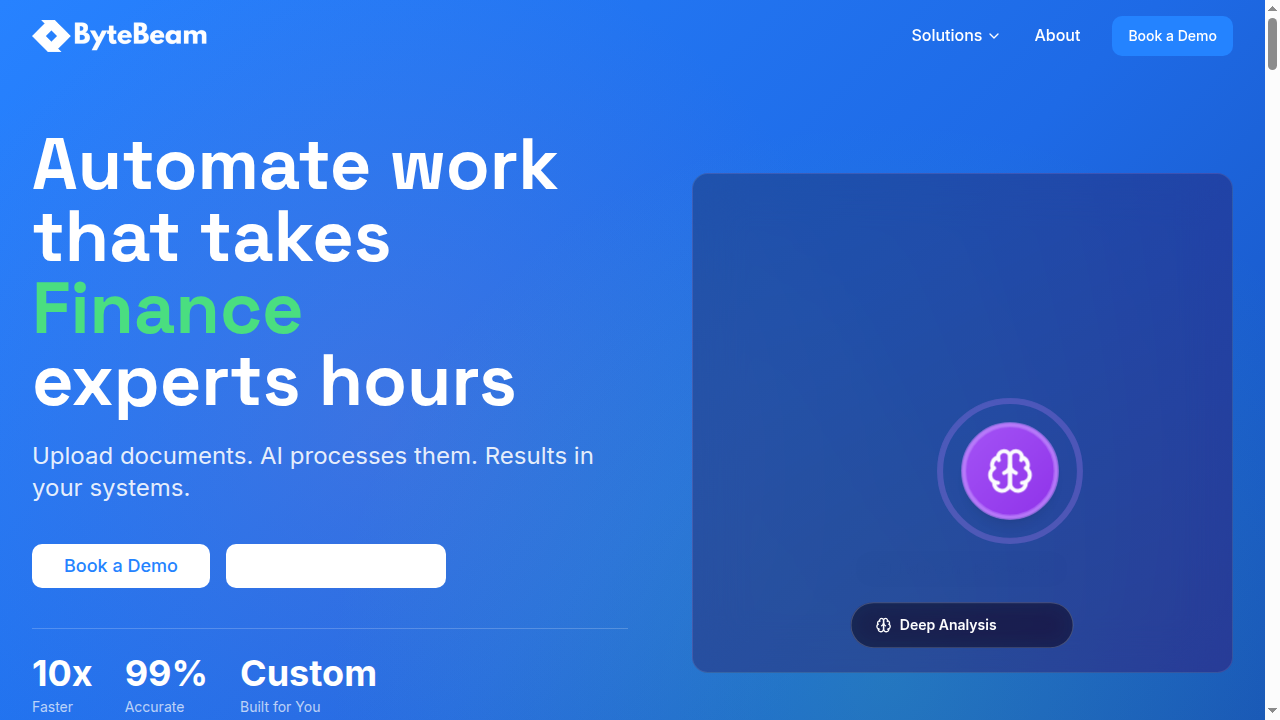 ByteBeam
Solutions
About
Book a Demo
Automate work
that takes
Finance
experts hours
Upload documents. AI processes them. Results in
your systems.
Book a Demo
Deep Analysis
10x
99%
Custom
Faster
Accurate
Built for You